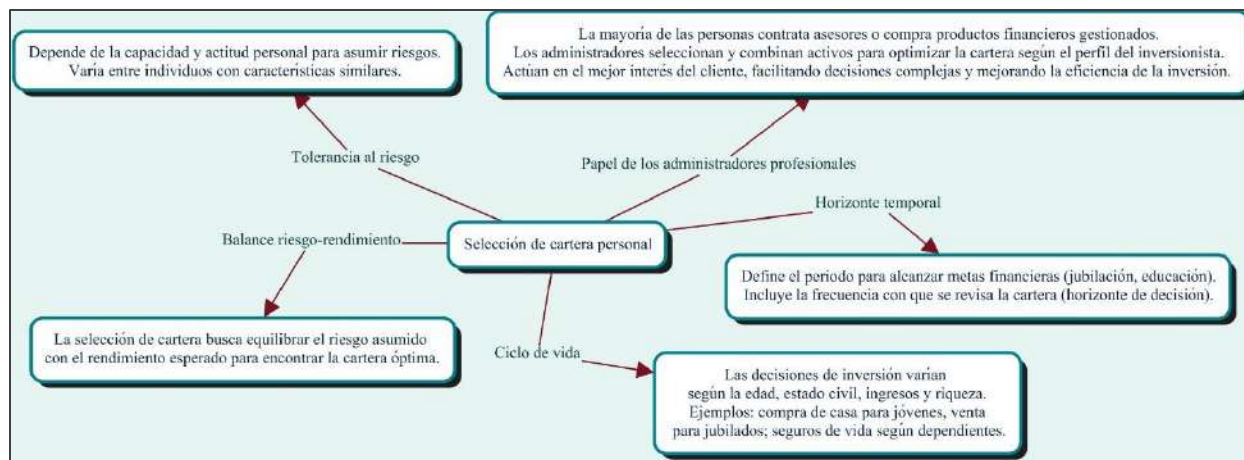 Depende de la capacidad y actitud personal para asumir riesgos.
Varía entre individuos con características similares.
La mayoría de las personas contrata asesores o compra productos financieros gestionados.
Los administradores seleccionan y combinan activos para optimizar la cartera según el perfil del inversionista.
Actúan en el mejor interés del cliente, facilitando decisiones complejas y mejorando la eficiencia de la inversión.
Tolerancia al riesgo
Papel de los administradores profesionales
Horizonte temporal
Balance riesgo-rendimiento
Selección de cartera personal
Define el periodo para alcanzar metas financieras (jubilación, educación).
Incluye la frecuencia con que se revisa la cartera (horizonte de decisión).
La selección de cartera busca equilibrar el riesgo asumido
con el rendimiento esperado para encontrar la cartera óptima.
Ciclo de vida
Las decisiones de inversión varían
según la edad, estado civil, ingresos y riqueza.
Ejemplos: compra de casa para jóvenes, venta
para jubilados; seguros de vida según dependientes.